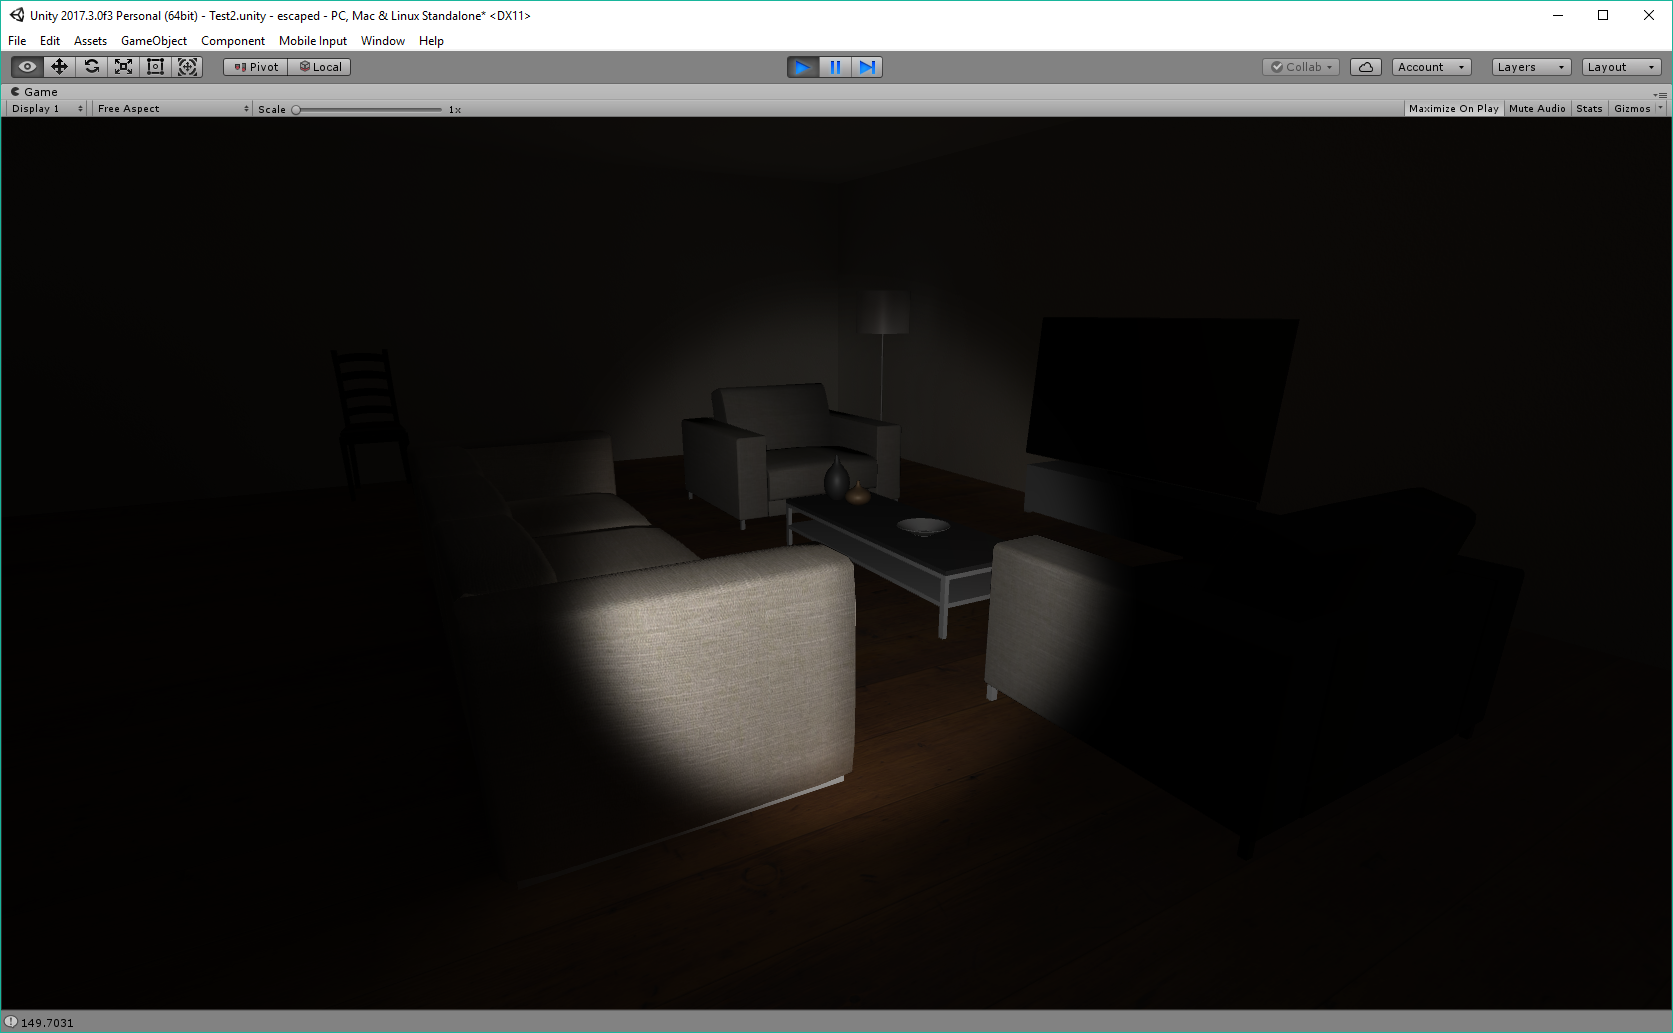 Unity 2017.3.0f3 Personal (64bit) - Test2.unity - escaped - PC, Mac & Linux Standalone* <DX11>
File Edit Assets GameObject Component Mobile Input Window Help
Pivot Local Collab Account Layers Layout
Game
Display 1 Free Aspect Scale 1x Maximize On Play Mute Audio Stats Gizmos
149.7031